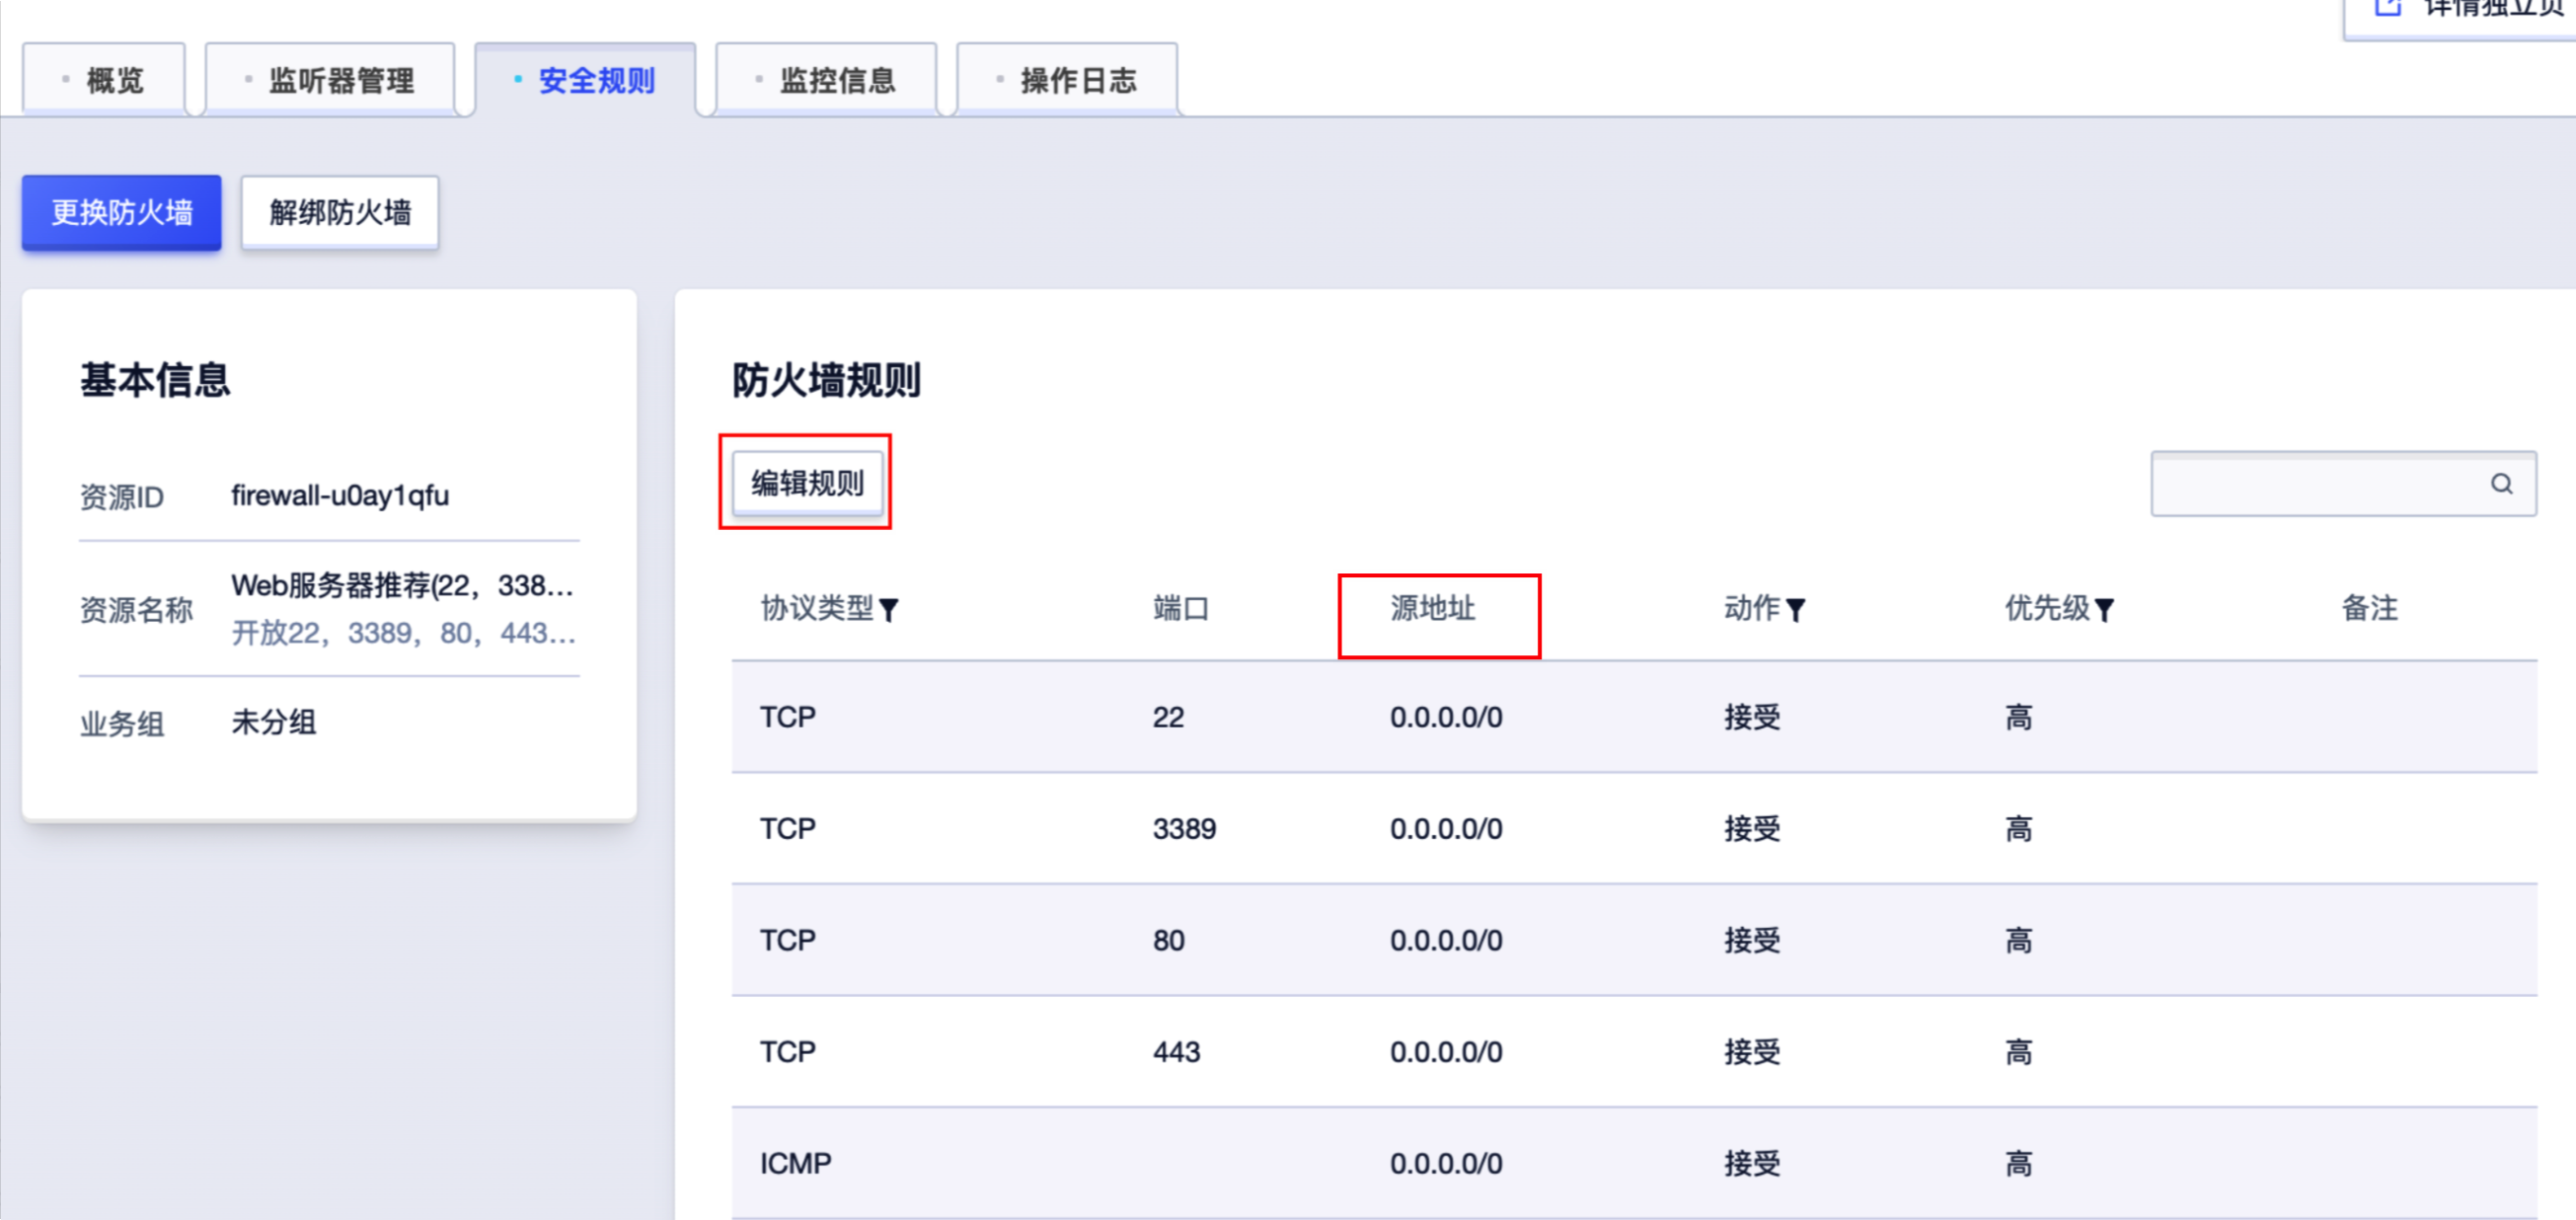 详情独立页
概览 监听器管理 安全规则 监控信息 操作日志
更换防火墙 解绑防火墙
基本信息
资源ID firewall-u0ay1qfu
资源名称 Web服务器推荐(22，338...
开放22，3389，80，443...
业务组 未分组
防火墙规则
编辑规则
协议类型 端口 源地址 动作 优先级 备注
TCP 22 0.0.0.0/0 接受 高
TCP 3389 0.0.0.0/0 接受 高
TCP 80 0.0.0.0/0 接受 高
TCP 443 0.0.0.0/0 接受 高
ICMP 0.0.0.0/0 接受 高